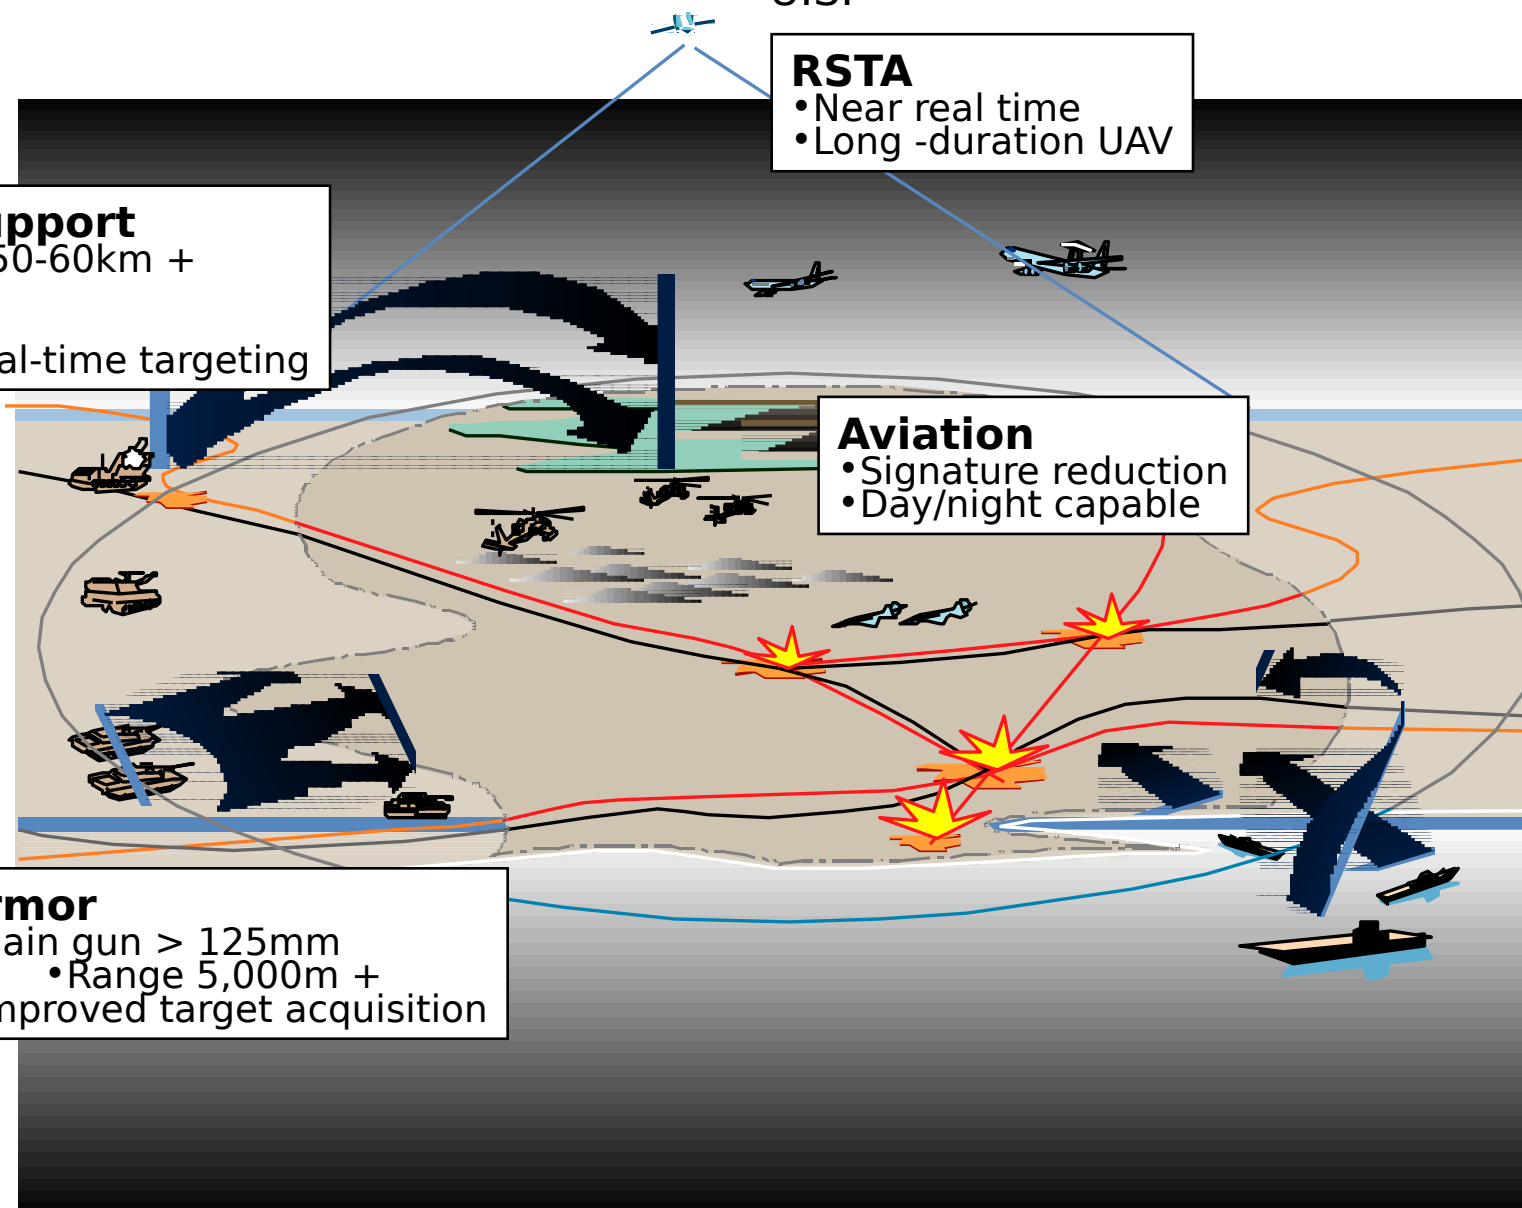 RSTA
•Near real time
•Long -duration UAV
pport
50-60km +
al-time targeting
Aviation
•Signature reduction
•Day/night capable
rmor
ain gun > 125mm
•Range 5,000m +
mproved target acquisition